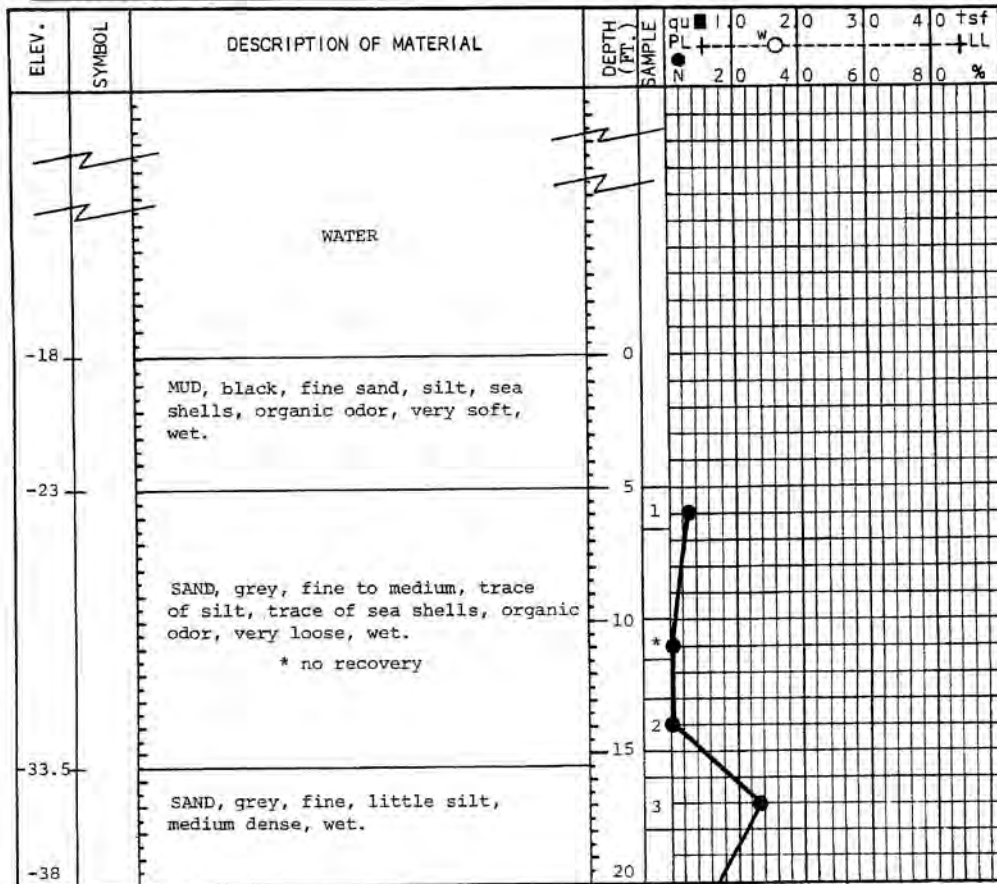 ELEV.
SYMBOL
DESCRIPTION OF MATERIAL
DEPTH (FT.)
SAMPLE
qu 1.0 2.0 3.0 4.0 tsf
PL w LL
N 20 40 60 80 %
WATER
-18
0
MUD, black, fine sand, silt, sea
shells, organic odor, very soft,
wet.
-23
5
1
SAND, grey, fine to medium, trace
of silt, trace of sea shells, organic
odor, very loose, wet.
* no recovery
10
*
2
15
-33.5
SAND, grey, fine, little silt,
medium dense, wet.
3
-38
20